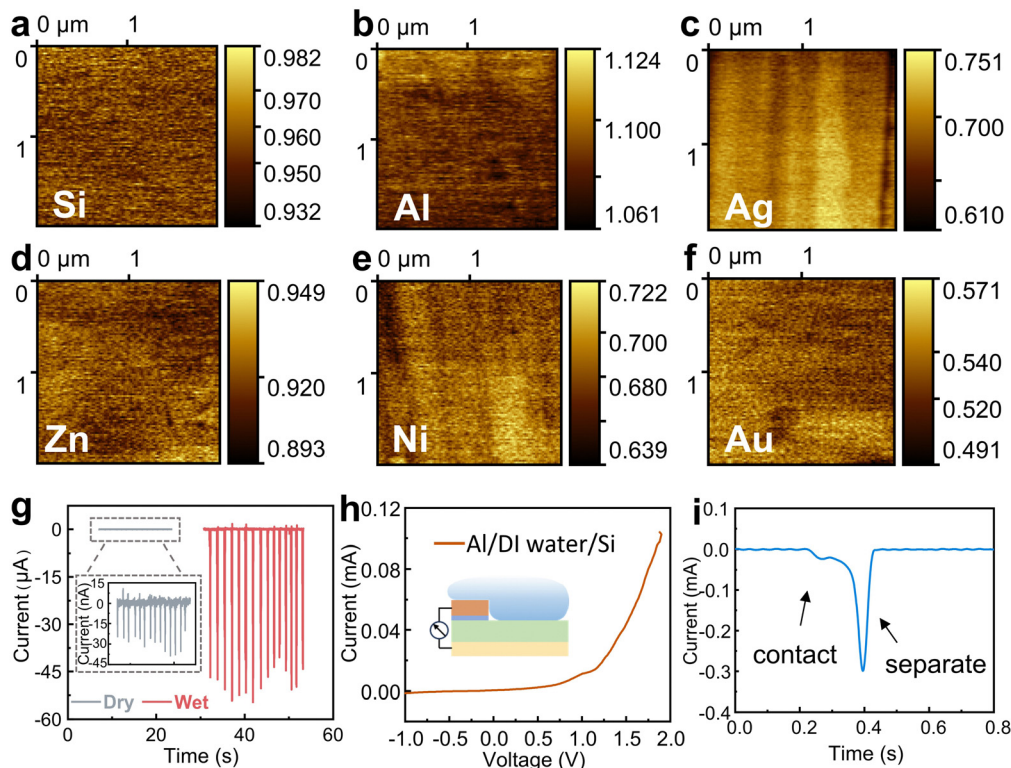 a
0 µm 1
0
1
Si
0.982
0.970
0.960
0.950
0.932
b
0 µm 1
0
1
Al
1.124
1.100
1.061
c
0 µm 1
0
1
Ag
0.751
0.700
0.610
d
0 µm 1
0
1
Zn
0.949
0.920
0.893
e
0 µm 1
0
1
Ni
0.722
0.700
0.680
0.639
f
0 µm 1
0
1
Au
0.571
0.540
0.520
0.491
g
Current (µA)
0
-15
-30
-45
-60
Current (nA)
15
0
-15
-30
-45
Dry Wet
0 20 40 60
Time (s)
h
Current (mA)
0.12
0.08
0.04
0.00
Al/DI water/Si
-1.0 -0.5 0.0 0.5 1.0 1.5 2.0
Voltage (V)
i
Current (mA)
0.1
0.0
-0.1
-0.2
-0.3
-0.4
contact
separate
0.0 0.2 0.4 0.6 0.8
Time (s)